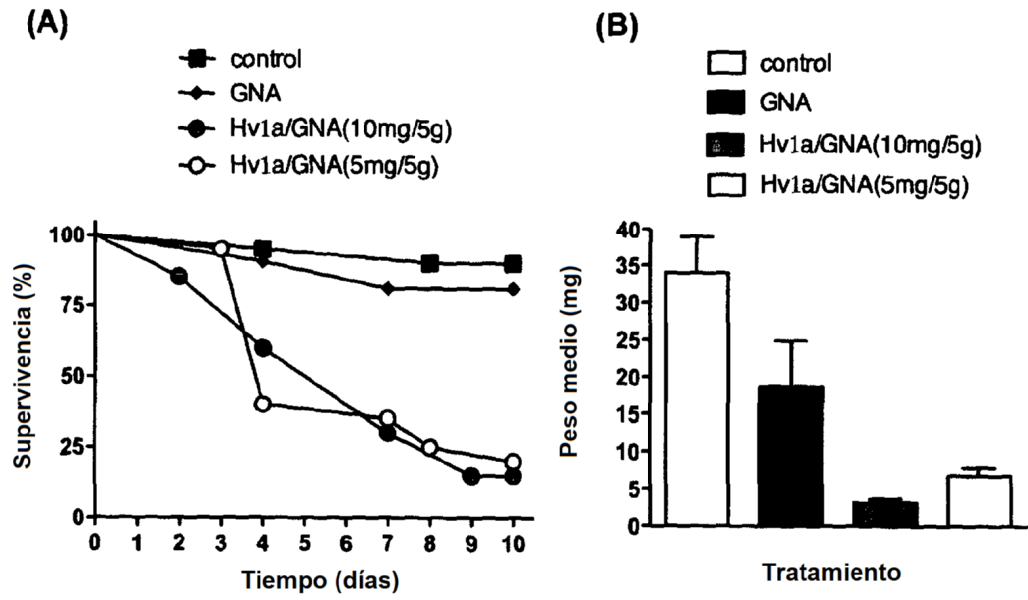 (A)
control
GNA
Hv1a/GNA(10mg/5g)
Hv1a/GNA(5mg/5g)
Supervivencia (%)
100
75
50
25
0
0 1 2 3 4 5 6 7 8 9 10
Tiempo (días)
(B)
control
GNA
Hv1a/GNA(10mg/5g)
Hv1a/GNA(5mg/5g)
Peso medio (mg)
40
35
30
25
20
15
10
5
0
Tratamiento